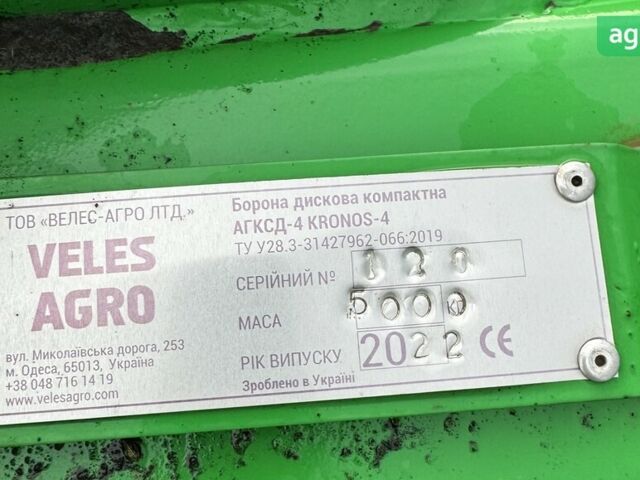 ag
ТОВ «ВЕЛЕС-АГРО ЛТД.»
VELES
AGRO
вул. Миколаївська дорога, 253
м. Одеса, 65013, Україна
+38 048 716 14 19
www.velesagro.com
Борона дискова компактна
АГКСД-4 KRONOS-4
ТУ У28.3-31427962-066:2019
СЕРІЙНИЙ № 121
МАСА 5000 кг
РІК ВИПУСКУ 2022 CE
Зроблено в Україні